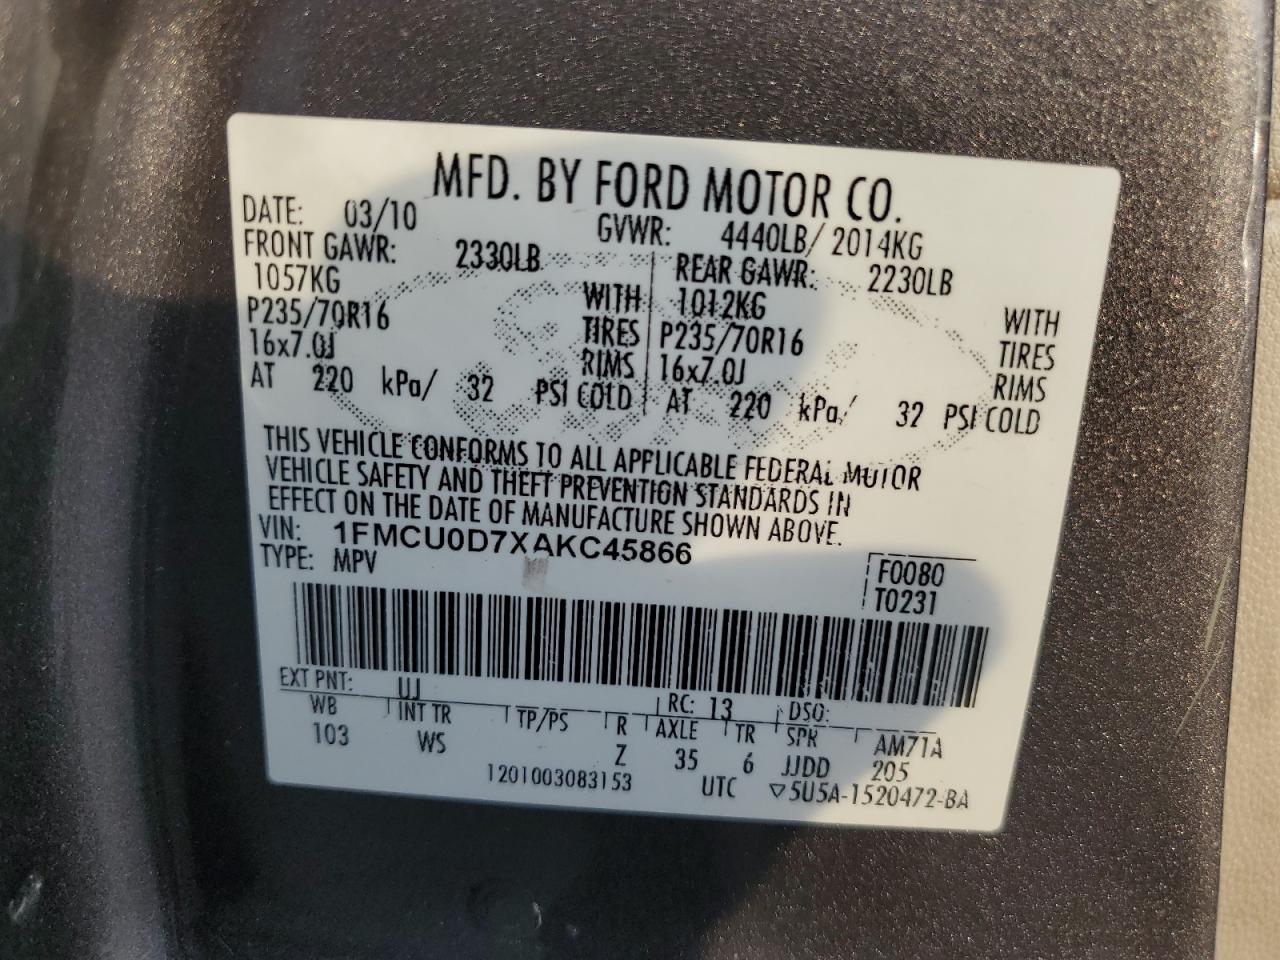 MFD. BY FORD MOTOR CO.
DATE: 03/10 GVWR: 4440LB/ 2014KG
FRONT GAWR: 2330LB REAR GAWR: 2230LB
1057KG WITH 1012KG WITH
P235/70R16 TIRES P235/70R16 TIRES
16x7.0J RIMS 16x7.0J RIMS
AT 220 kPa/ 32 PSI COLD AT 220 kPa/ 32 PSI COLD
THIS VEHICLE CONFORMS TO ALL APPLICABLE FEDERAL MOTOR
VEHICLE SAFETY AND THEFT PREVENTION STANDARDS IN
EFFECT ON THE DATE OF MANUFACTURE SHOWN ABOVE.
VIN: 1FMCU0D7XAKC45866
TYPE: MPV
F0080
T0231
EXT PNT: UJ RC: 13 DSO:
WB INT TR TP/PS R AXLE TR SPR AM71A
103 WS Z 35 6 JJDD 205
1201003083153 UTC ▽5U5A-1520472-BA